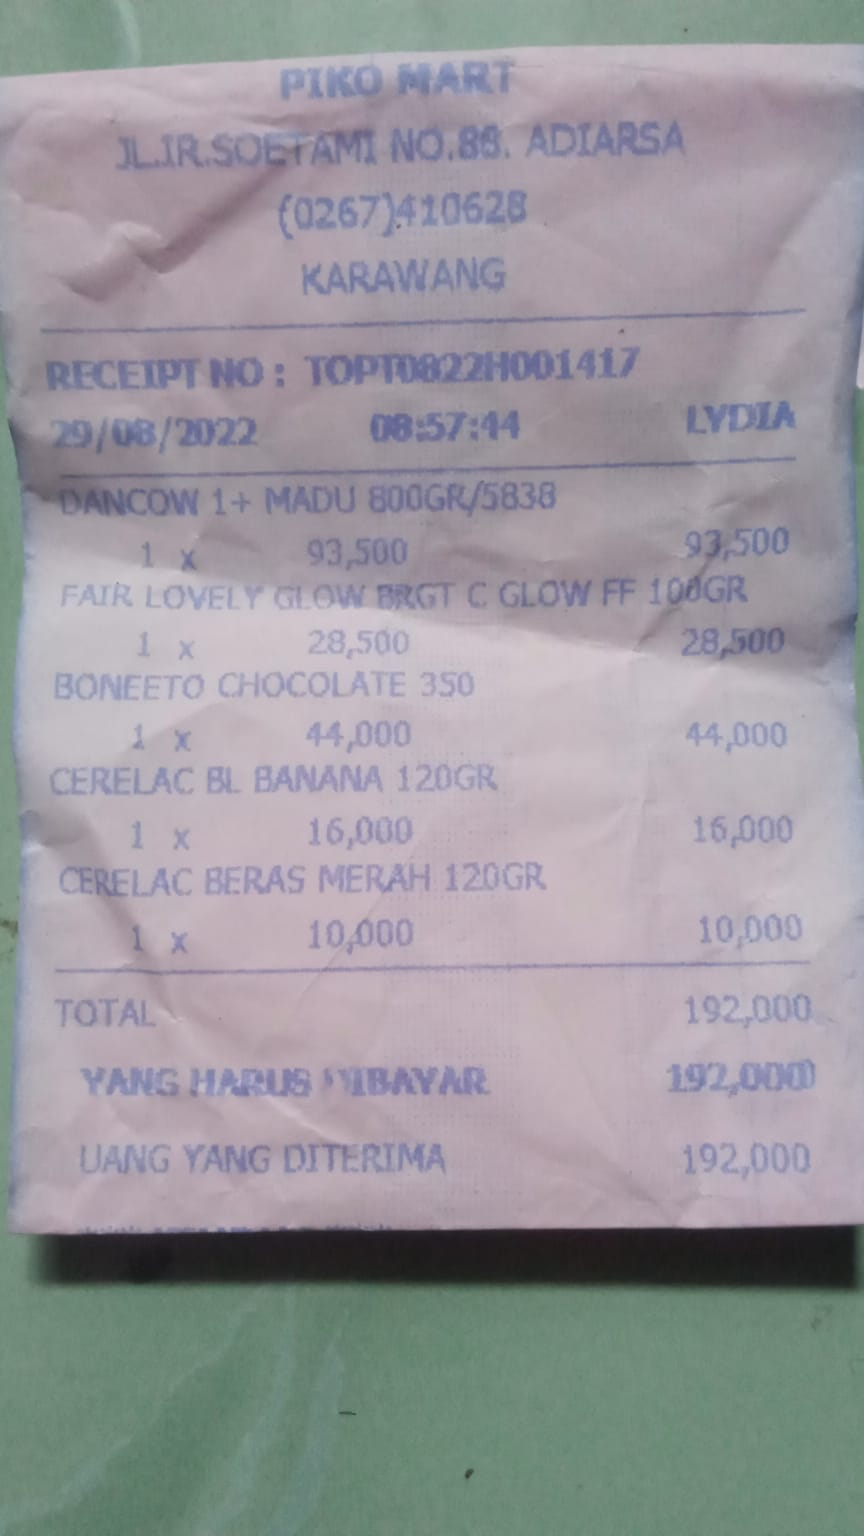 PIKO MART
JL.IR.SOETAMI NO.88. ADIARSA
(0267)410628
KARAWANG
RECEIPT NO : TOPT0822H001417
29/08/2022 08:57:44 LYDIA
DANCOW 1+ MADU 800GR/5838
1 x 93,500 93,500
FAIR LOVELY GLOW BRGT C GLOW FF 100GR
1 x 28,500 28,500
BONEETO CHOCOLATE 350
1 x 44,000 44,000
CERELAC BL BANANA 120GR
1 x 16,000 16,000
CERELAC BERAS MERAH 120GR
1 x 10,000 10,000
TOTAL 192,000
YANG HARUS DIBAYAR 192,000
UANG YANG DITERIMA 192,000